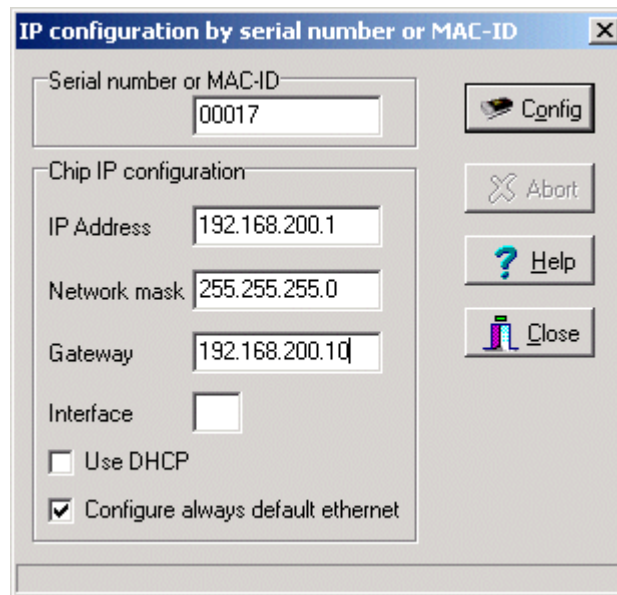 IP configuration by serial number or MAC-ID
Serial number or MAC-ID
00017
Config
Chip IP configuration
Abort
IP Address 192.168.200.1
Help
Network mask 255.255.255.0
Close
Gateway 192.168.200.10
Interface
Use DHCP
Configure always default ethernet